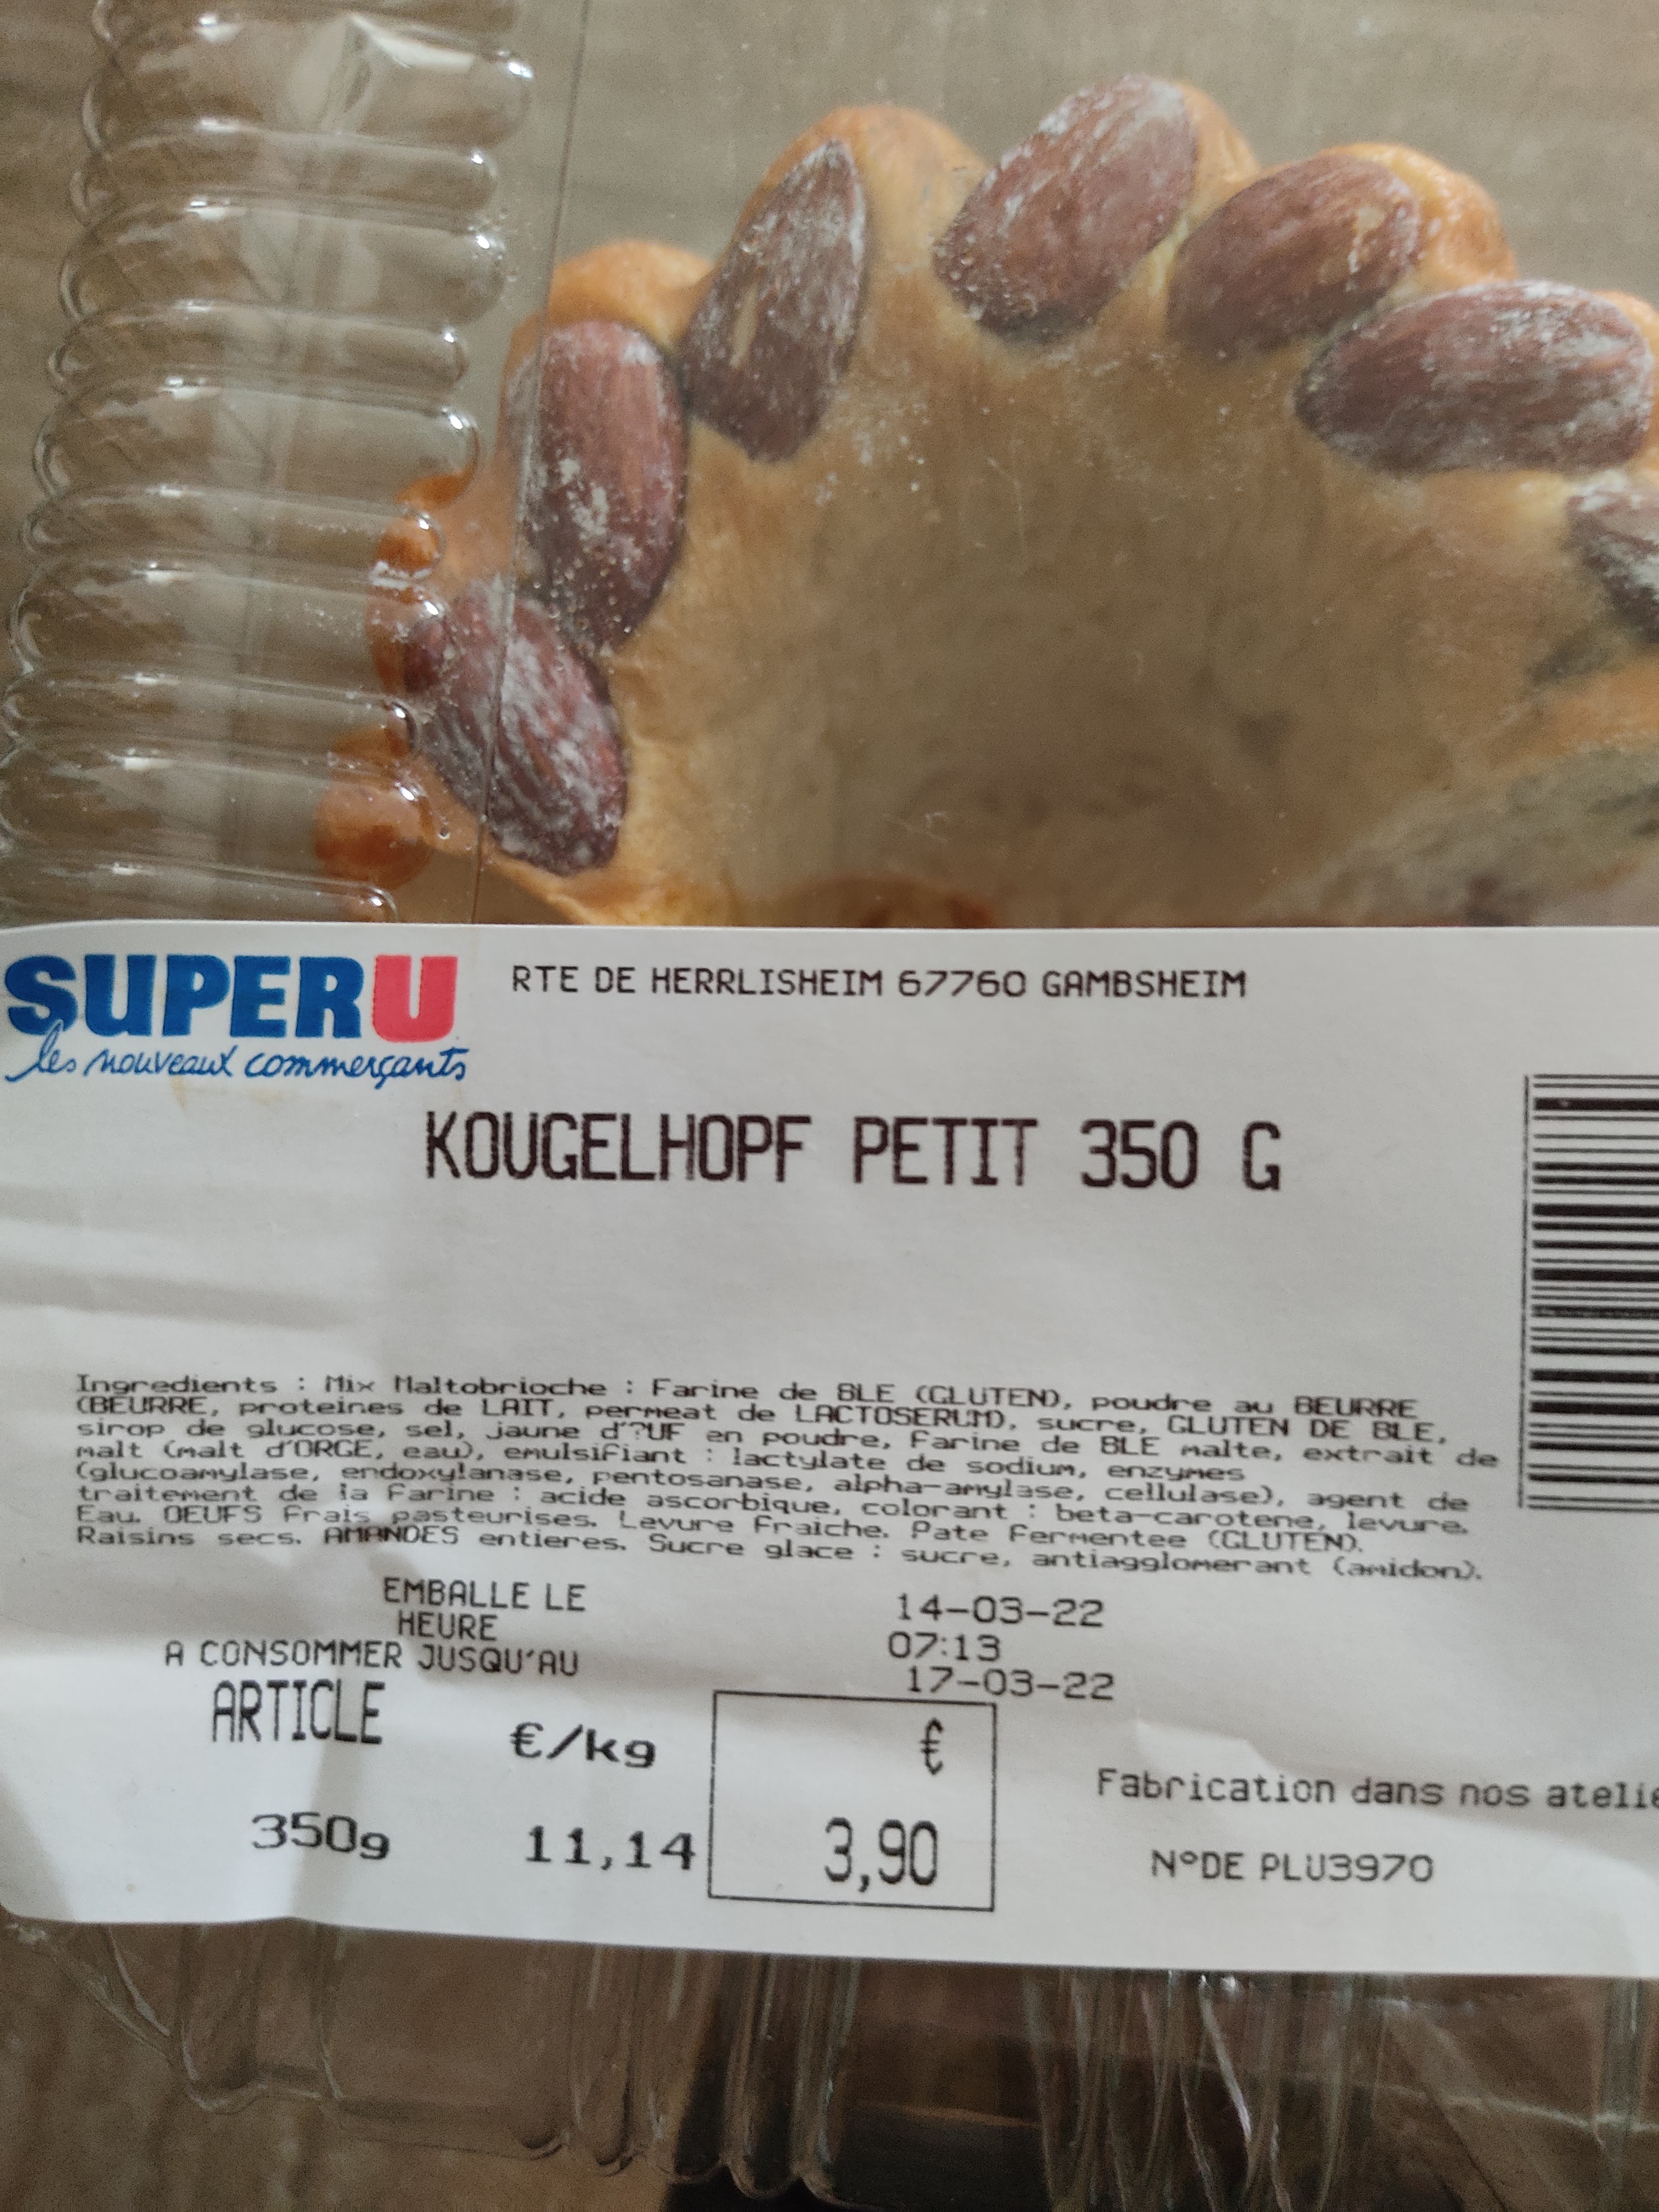 SUPERU RTE DE HERRLISHEIM 67760 GAMBSHEIM
les nouveaux commerçants
KOUGELHOPF PETIT 350 G
Ingredients : Mix Maltobrioche : Farine de BLE (GLUTEN), poudre au BEURRE
(BEURRE, proteines de LAIT, permeat de LACTOSERUM), sucre, GLUTEN DE BLE,
sirop de glucose, sel, jaune d'?UF en poudre, Farine de BLE malte, extrait de
malt (malt d'ORGE, eau), emulsifiant : lactylate de sodium, enzymes
(glucoamylase, endoxylanase, pentosanase, alpha-amylase, cellulase), agent de
traitement de la farine : acide ascorbique, colorant : beta-carotene, levure.
Eau. OEUFS Frais pasteurises. Levure Fraiche. Pate Fermentee (GLUTEN).
Raisins secs. AMANDES entieres. Sucre glace : sucre, antiagglomerant (amidon).
EMBALLE LE 14-03-22
HEURE 07:13
A CONSOMMER JUSQU'AU 17-03-22
ARTICLE €/kg €
Fabrication dans nos atelie
350g 11,14 3,90
N°DE PLU3970